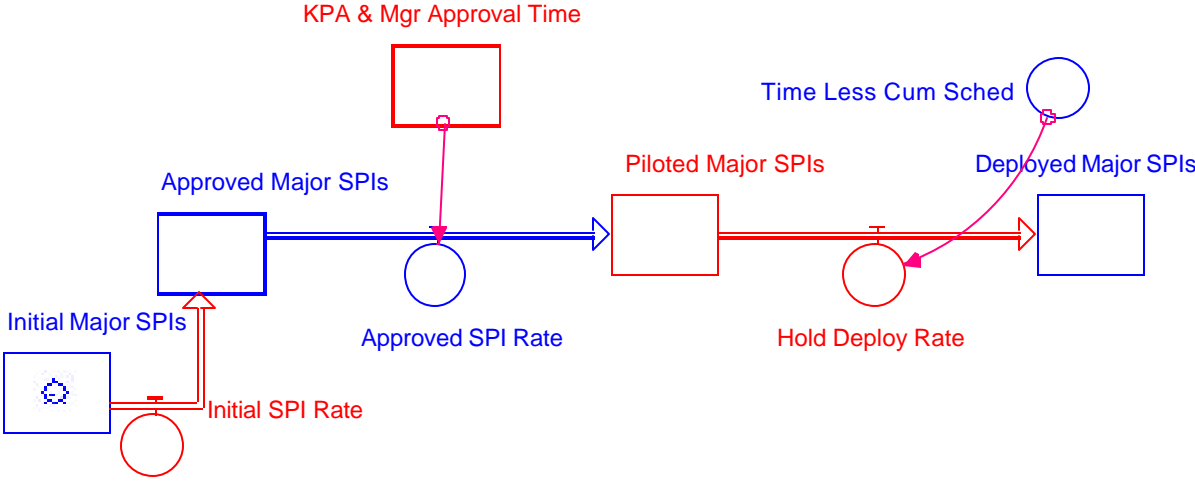 KPA & Mgr Approval Time
Time Less Cum Sched
Approved Major SPIs
Piloted Major SPIs
Deployed Major SPIs
Initial Major SPIs
Approved SPI Rate
Hold Deploy Rate
Initial SPI Rate